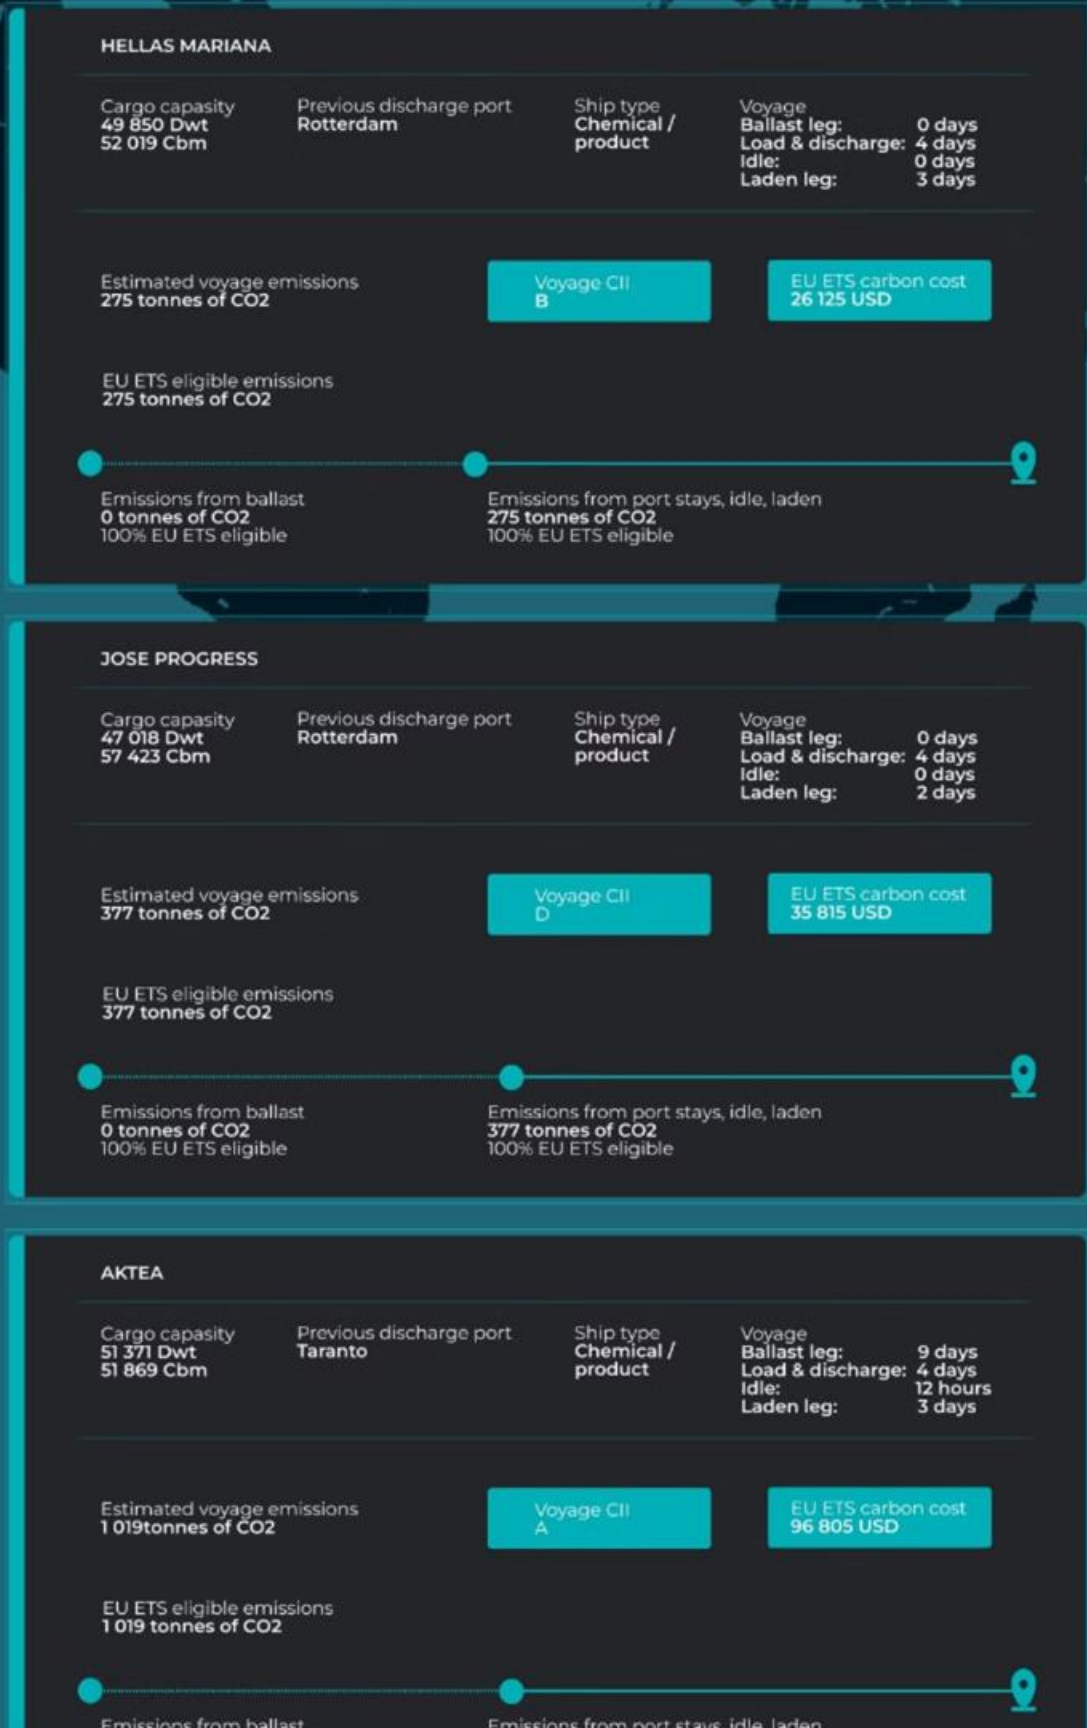 HELLAS MARIANA
Cargo capasity
49 850 Dwt
52 019 Cbm
Previous discharge port
Rotterdam
Ship type
Chemical /
product
Voyage
Ballast leg: 0 days
Load & discharge: 4 days
Idle: 0 days
Laden leg: 3 days
Estimated voyage emissions
275 tonnes of CO2
Voyage CII
B
EU ETS carbon cost
26 125 USD
EU ETS eligible emissions
275 tonnes of CO2
Emissions from ballast
0 tonnes of CO2
100% EU ETS eligible
Emissions from port stays, idle, laden
275 tonnes of CO2
100% EU ETS eligible
JOSE PROGRESS
Cargo capasity
47 018 Dwt
57 423 Cbm
Previous discharge port
Rotterdam
Ship type
Chemical /
product
Voyage
Ballast leg: 0 days
Load & discharge: 4 days
Idle: 0 days
Laden leg: 2 days
Estimated voyage emissions
377 tonnes of CO2
Voyage CII
D
EU ETS carbon cost
35 815 USD
EU ETS eligible emissions
377 tonnes of CO2
Emissions from ballast
0 tonnes of CO2
100% EU ETS eligible
Emissions from port stays, idle, laden
377 tonnes of CO2
100% EU ETS eligible
AKTEA
Cargo capasity
51 371 Dwt
51 869 Cbm
Previous discharge port
Taranto
Ship type
Chemical /
product
Voyage
Ballast leg: 9 days
Load & discharge: 4 days
Idle: 12 hours
Laden leg: 3 days
Estimated voyage emissions
1 019tonnes of CO2
Voyage CII
A
EU ETS carbon cost
96 805 USD
EU ETS eligible emissions
1 019 tonnes of CO2
Emissions from ballast
Emissions from port stays, idle, laden